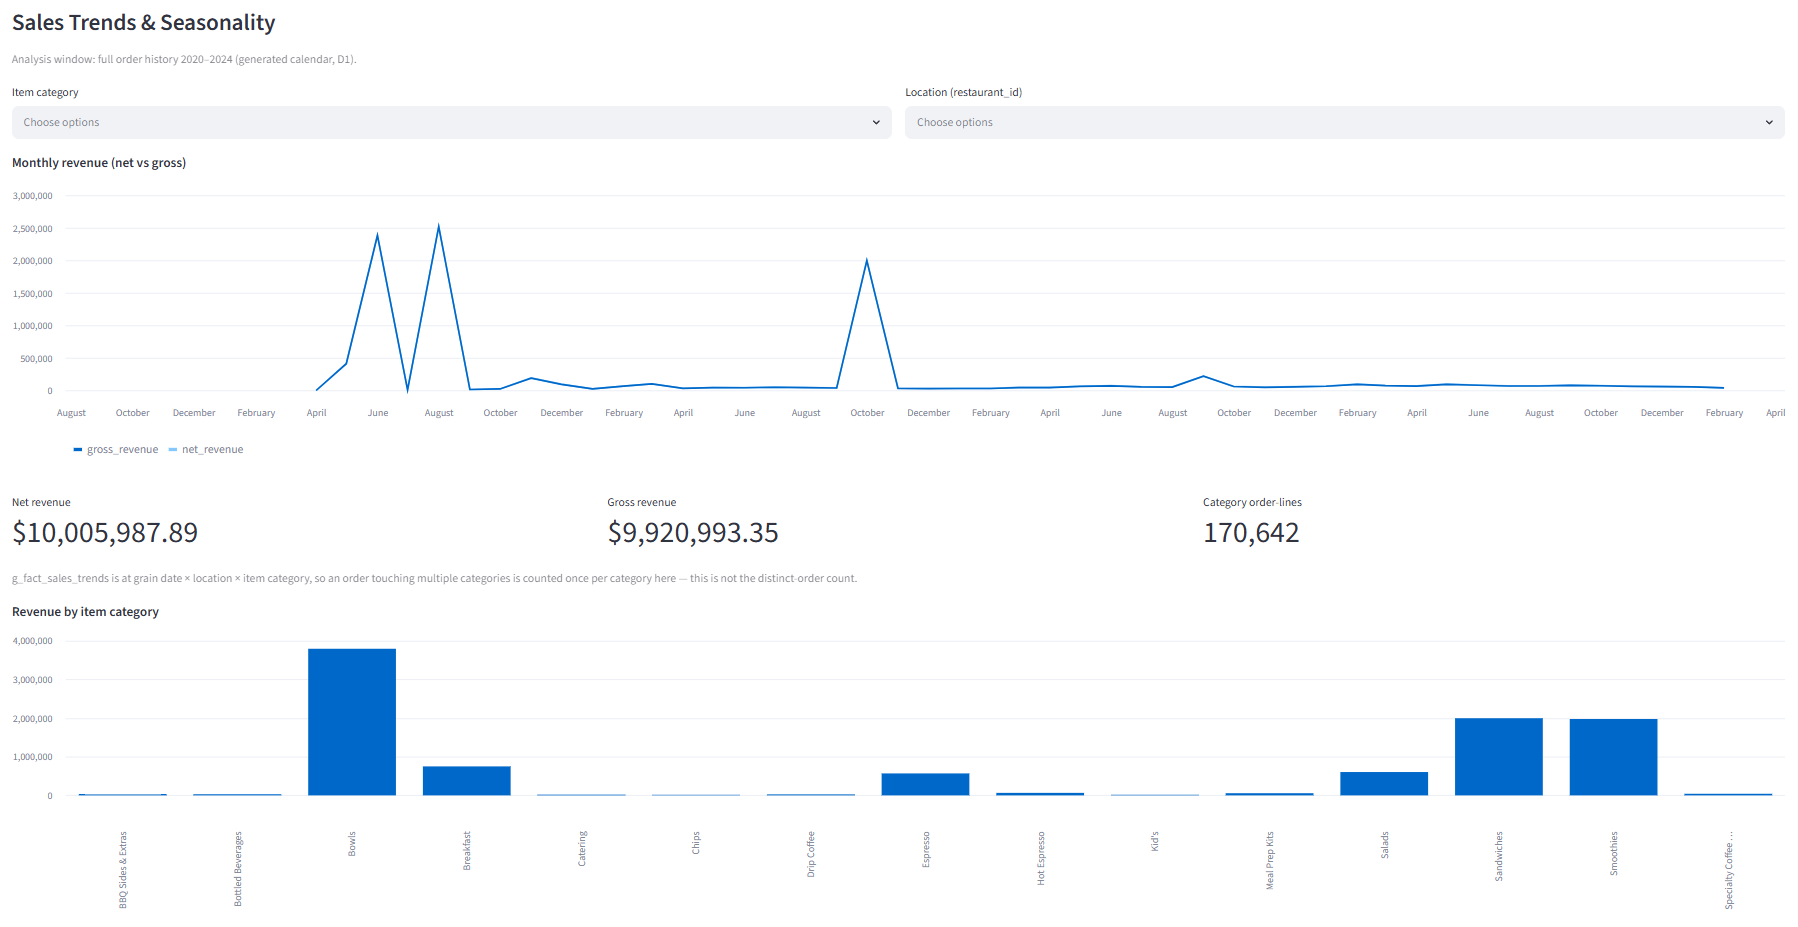 Sales Trends & Seasonality
Analysis window: full order history 2020–2024 (generated calendar, D1).
Item category
Location (restaurant_id)
Choose options
Choose options
Monthly revenue (net vs gross)
3,000,000
2,500,000
2,000,000
1,500,000
1,000,000
500,000
0
August October December February April June August October December February April June August October December February April June August October December February April June August October December February April
gross_revenue net_revenue
Net revenue
$10,005,987.89
Gross revenue
$9,920,993.35
Category order-lines
170,642
g_fact_sales_trends is at grain date × location × item category, so an order touching multiple categories is counted once per category here — this is not the distinct-order count.
Revenue by item category
4,000,000
3,000,000
2,000,000
1,000,000
0
BBQ Sides & Extras
Bottled Beverages
Bowls
Breakfast
Catering
Chips
Drip Coffee
Espresso
Hot Espresso
Kid's
Meal Prep Kits
Salads
Sandwiches
Smoothies
Specialty Coffee …